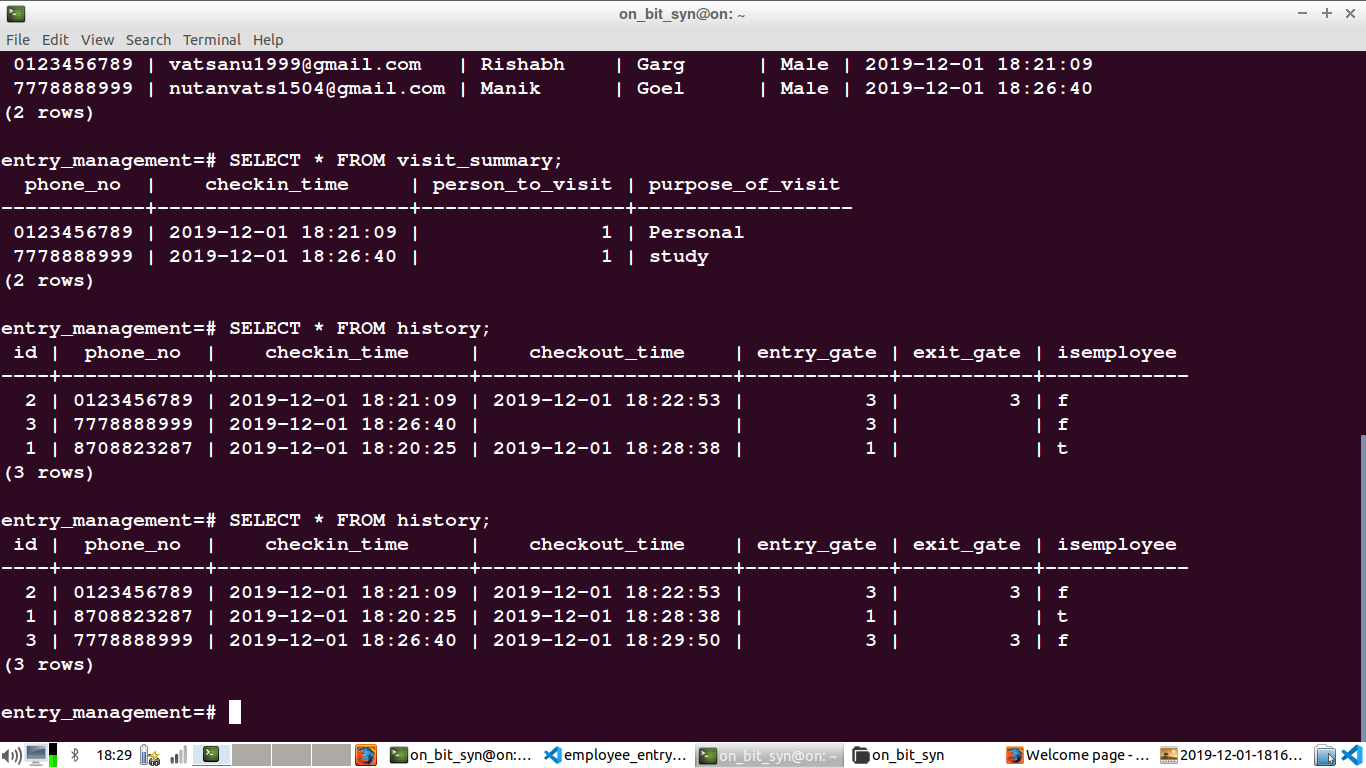 on_bit_syn@on: ~
File Edit View Search Terminal Help
0123456789 | vatsanu1999@gmail.com | Rishabh | Garg | Male | 2019-12-01 18:21:09
7778888999 | nutanvats1504@gmail.com | Manik | Goel | Male | 2019-12-01 18:26:40
(2 rows)
entry_management=# SELECT * FROM visit_summary;
phone_no | checkin_time | person_to_visit | purpose_of_visit
------------+---------------------+-----------------+------------------
0123456789 | 2019-12-01 18:21:09 | 1 | Personal
7778888999 | 2019-12-01 18:26:40 | 1 | study
(2 rows)
entry_management=# SELECT * FROM history;
id | phone_no | checkin_time | checkout_time | entry_gate | exit_gate | isemployee
----+------------+---------------------+---------------------+------------+-----------+------------
2 | 0123456789 | 2019-12-01 18:21:09 | 2019-12-01 18:22:53 | 3 | 3 | f
3 | 7778888999 | 2019-12-01 18:26:40 | | 3 | | f
1 | 8708823287 | 2019-12-01 18:20:25 | 2019-12-01 18:28:38 | 1 | | t
(3 rows)
entry_management=# SELECT * FROM history;
id | phone_no | checkin_time | checkout_time | entry_gate | exit_gate | isemployee
----+------------+---------------------+---------------------+------------+-----------+------------
2 | 0123456789 | 2019-12-01 18:21:09 | 2019-12-01 18:22:53 | 3 | 3 | f
1 | 8708823287 | 2019-12-01 18:20:25 | 2019-12-01 18:28:38 | 1 | | t
3 | 7778888999 | 2019-12-01 18:26:40 | 2019-12-01 18:29:50 | 3 | 3 | f
(3 rows)
entry_management=#
18:29 on_bit_syn@on:... employee_entry... on_bit_syn@on: ~ on_bit_syn Welcome page - ... 2019-12-01-1816...